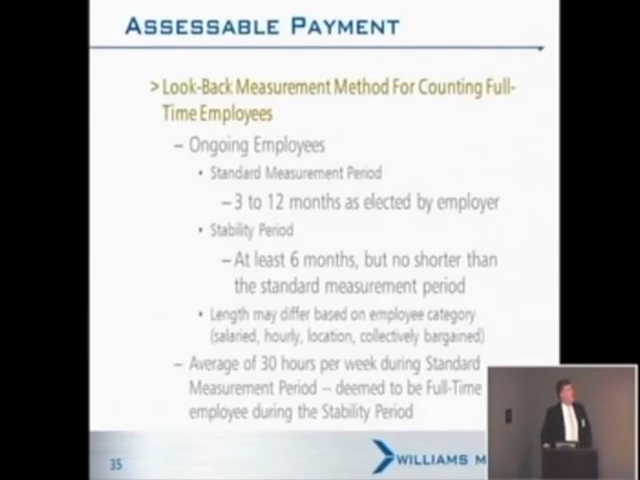 ASSESSABLE PAYMENT
> Look-Back Measurement Method For Counting Full-
Time Employees
– Ongoing Employees
• Standard Measurement Period
– 3 to 12 months as elected by employer
• Stability Period
– At least 6 months, but no shorter than
the standard measurement period
• Length may differ based on employee category
(salaried, hourly, location, collectively bargained)
– Average of 30 hours per week during Standard
Measurement Period – deemed to be Full-Time
employee during the Stability Period
35
WILLIAMS M